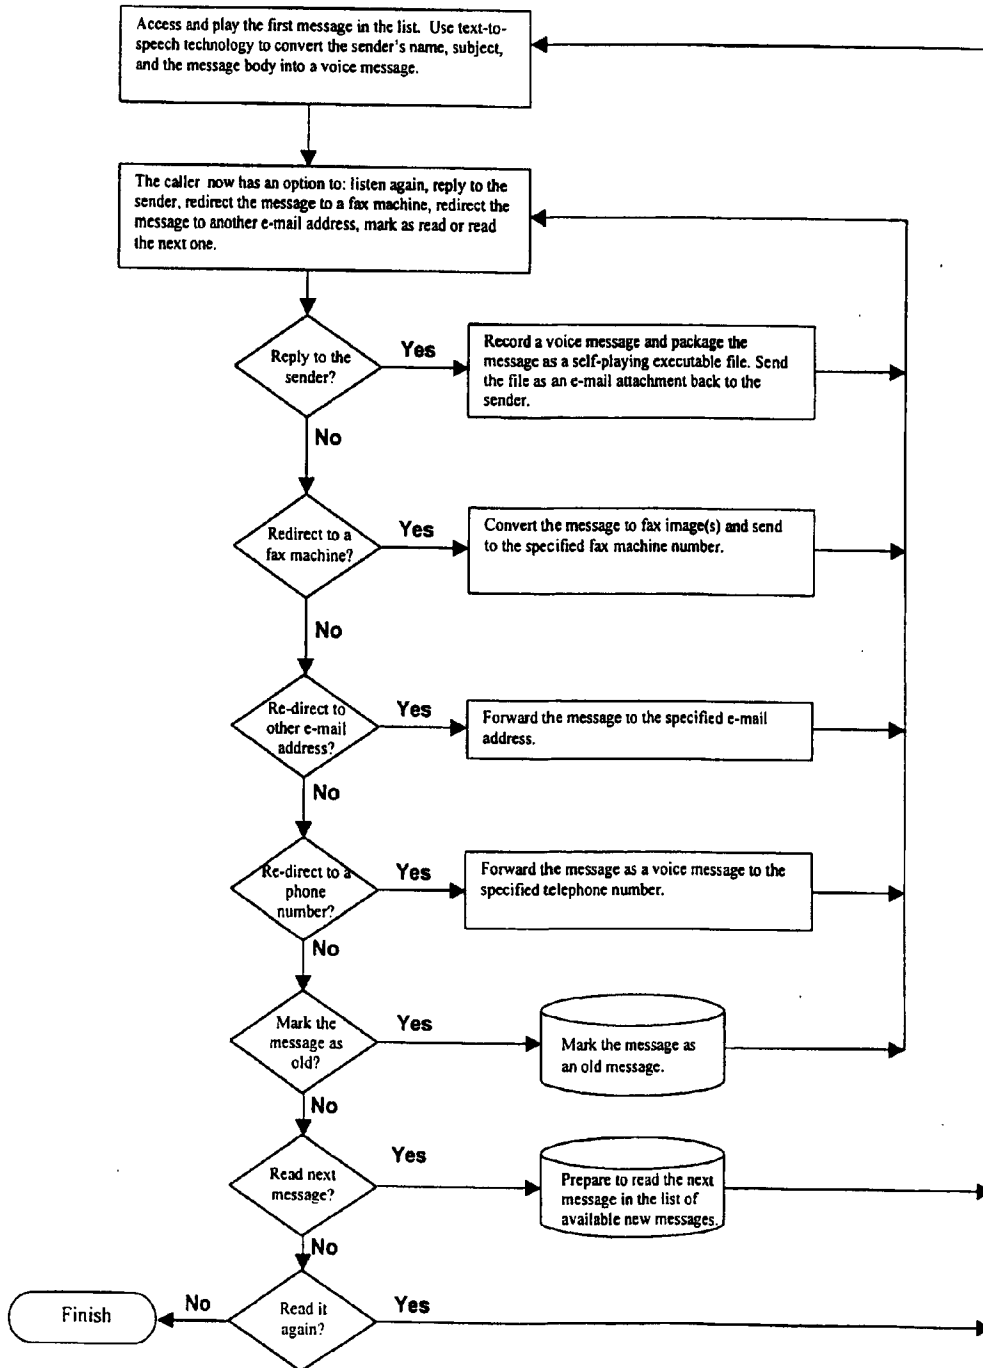 Access and play the first message in the list. Use text-to-
speech technology to convert the sender's name, subject,
and the message body into a voice message.
The caller now has an option to: listen again, reply to the
sender, redirect the message to a fax machine, redirect the
message to another e-mail address, mark as read or read
the next one.
Reply to the
sender?
Yes
Record a voice message and package the
message as a self-playing executable file. Send
the file as an e-mail attachment back to the
sender.
No
Redirect to a
fax machine?
Yes
Convert the message to fax image(s) and send
to the specified fax machine number.
No
Re-direct to
other e-mail
address?
Yes
Forward the message to the specified e-mail
address.
No
Re-direct to a
phone
number?
Yes
Forward the message as a voice message to the
specified telephone number.
No
Mark the
message as
old?
Yes
Mark the message as
an old message.
No
Read next
message?
Yes
Prepare to read the next
message in the list of
available new messages.
No
Read it
again?
Yes
No
Finish